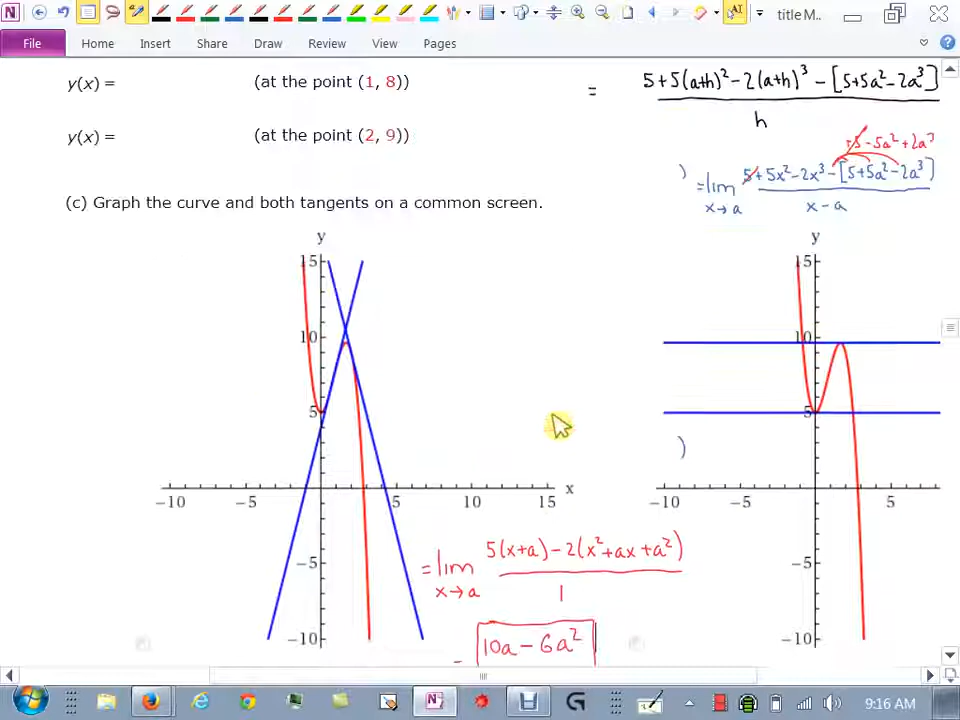 title M..
File Home Insert Share Draw Review View Pages
y(x) = (at the point (1, 8))
y(x) = (at the point (2, 9))
(c) Graph the curve and both tangents on a common screen.
= 5+5(a+h)²-2(a+h)³-[5+5a²-2a³]
h
+5-5a²+2a³
) = lim 5+5x²-2x³-[5+5a²-2a³]
x→a x-a
y
15
10
5
-10 -5 5 10 15 x
-5
-10
y
15
10
5
)
-10 -5 5
-5
-10
= lim 5(x+a)-2(x²+ax+a²)
x→a 1
= 10a-6a²
9:16 AM